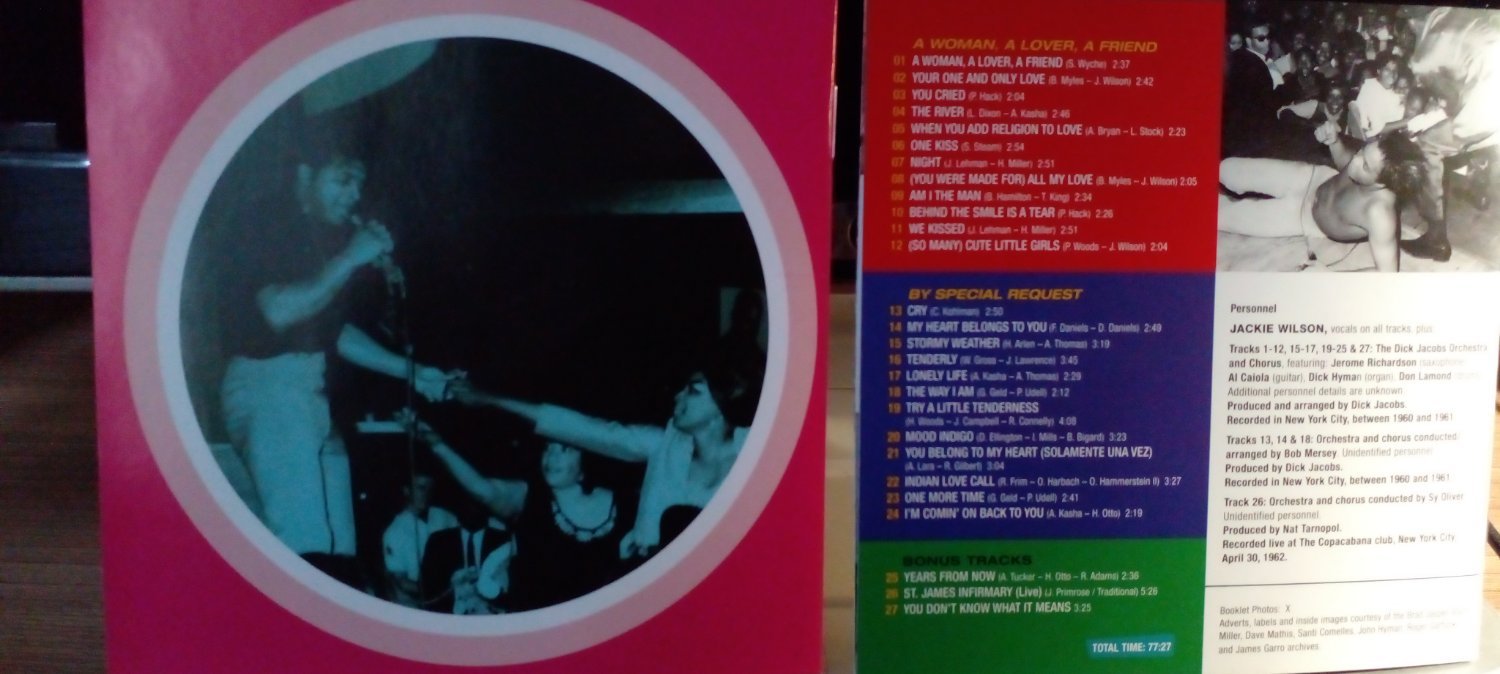 A WOMAN, A LOVER, A FRIEND
01 A WOMAN, A LOVER, A FRIEND (S. Wyche) 2:37
02 YOUR ONE AND ONLY LOVE (B. Myles – J. Wilson) 2:42
03 YOU CRIED (P. Hack) 2:04
04 THE RIVER (L. Dixon – A. Kasha) 2:46
05 WHEN YOU ADD RELIGION TO LOVE (A. Bryan – L. Stock) 2:23
06 ONE KISS (S. Stearn) 2:54
07 NIGHT (J. Lehman – H. Miller) 2:51
08 (YOU WERE MADE FOR) ALL MY LOVE (B. Myles – J. Wilson) 2:05
09 AM I THE MAN (B. Hamilton – T. King) 2:34
10 BEHIND THE SMILE IS A TEAR (P. Hack) 2:26
11 WE KISSED (J. Lehman – H. Miller) 2:51
12 (SO MANY) CUTE LITTLE GIRLS (P. Woods – J. Wilson) 2:04
BY SPECIAL REQUEST
13 CRY (C. Kohlman) 2:50
14 MY HEART BELONGS TO YOU (F. Daniels – D. Daniels) 2:49
15 STORMY WEATHER (H. Arlen – A. Thomas) 3:19
16 TENDERLY (W. Gross – J. Lawrence) 3:45
17 LONELY LIFE (A. Kasha – A. Thomas) 2:29
18 THE WAY I AM (G. Geld – P. Udell) 2:12
19 TRY A LITTLE TENDERNESS
(H. Woods – J. Campbell – R. Connelly) 4:08
20 MOOD INDIGO (D. Ellington – I. Mills – B. Bigard) 3:23
21 YOU BELONG TO MY HEART (SOLAMENTE UNA VEZ)
(A. Lara – R. Gilbert) 3:04
22 INDIAN LOVE CALL (R. Frim – O. Harbach – O. Hammerstein II) 3:27
23 ONE MORE TIME (G. Geld – P. Udell) 2:41
24 I'M COMIN' ON BACK TO YOU (A. Kasha – H. Otto) 2:19
BONUS TRACKS
25 YEARS FROM NOW (A. Tucker – H. Otto – R. Adams) 2:36
26 ST. JAMES INFIRMARY (Live) (J. Primrose / Traditional) 5:26
27 YOU DON'T KNOW WHAT IT MEANS 3:25
TOTAL TIME: 77:27
Personnel
JACKIE WILSON, vocals on all tracks, plus:
Tracks 1-12, 15-17, 19-25 & 27: The Dick Jacobs Orchestra
and Chorus, featuring: Jerome Richardson (saxophone)
Al Caiola (guitar), Dick Hyman (organ), Don Lamond
Additional personnel details are unknown.
Produced and arranged by Dick Jacobs.
Recorded in New York City, between 1960 and 1961
Tracks 13, 14 & 18: Orchestra and chorus conducted
arranged by Bob Mersey. Unidentified personnel
Produced by Dick Jacobs.
Recorded in New York City, between 1960 and 1961
Track 26: Orchestra and chorus conducted by Sy Oliver
Unidentified personnel.
Produced by Nat Tarnopol.
Recorded live at The Copacabana club, New York City
April 30, 1962.
Booklet Photos: X
Adverts, labels and inside images courtesy of the Brad
Miller, Dave Mathis, Santi Comelles, John Hyman, Roger
and James Garro archives.